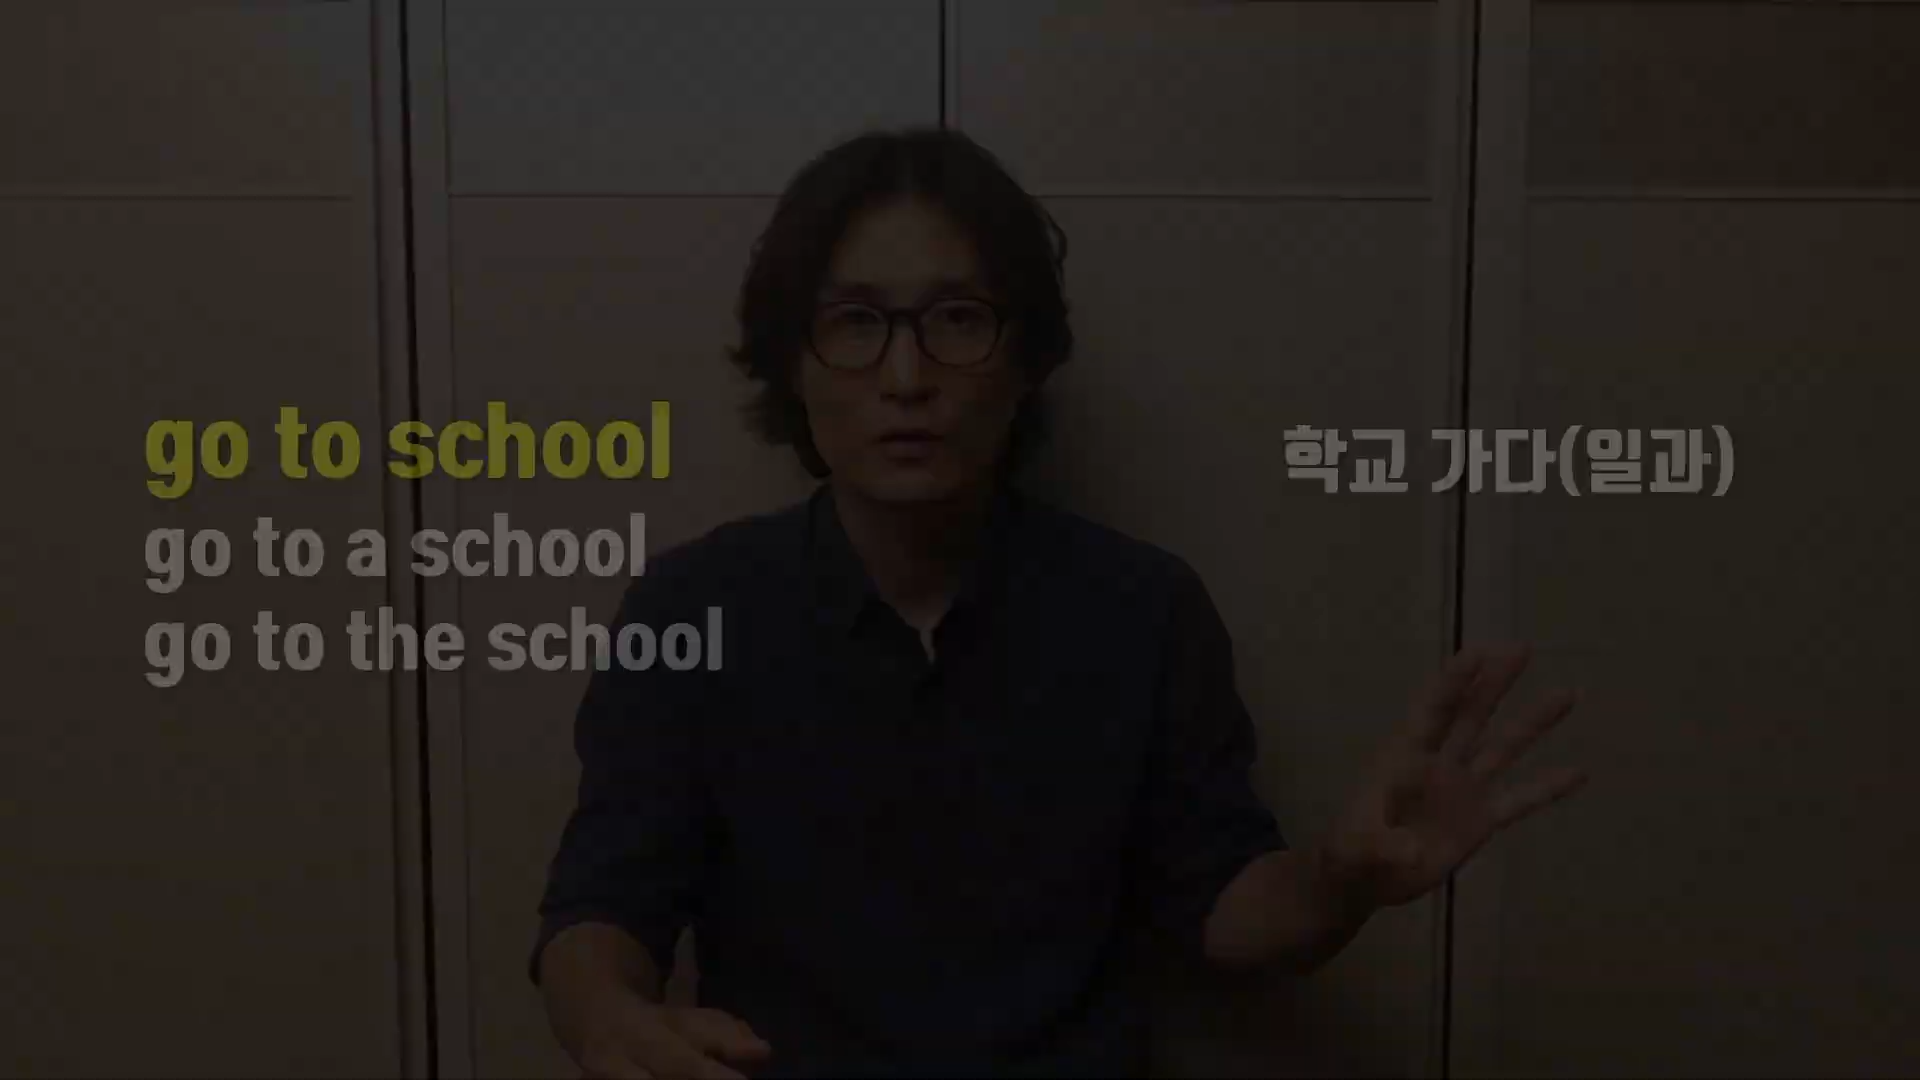 go to school
학교 가다(일과)
go to a school
go to the school